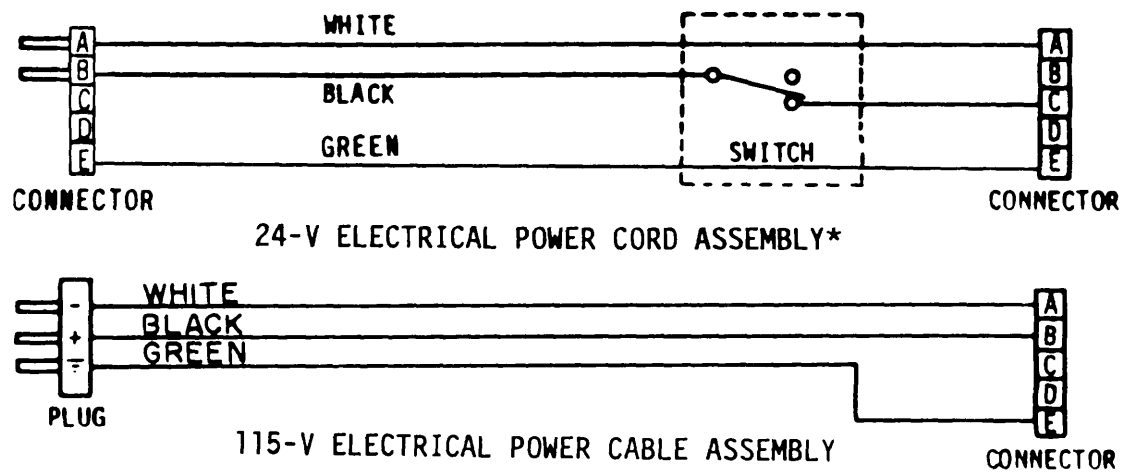 WHITE
A
B
C
D
E
BLACK
GREEN
SWITCH
A
B
C
D
E
CONNECTOR
CONNECTOR
24-V ELECTRICAL POWER CORD ASSEMBLY*
-
+
WHITE
BLACK
GREEN
A
B
C
D
E
PLUG
115-V ELECTRICAL POWER CABLE ASSEMBLY
CONNECTOR